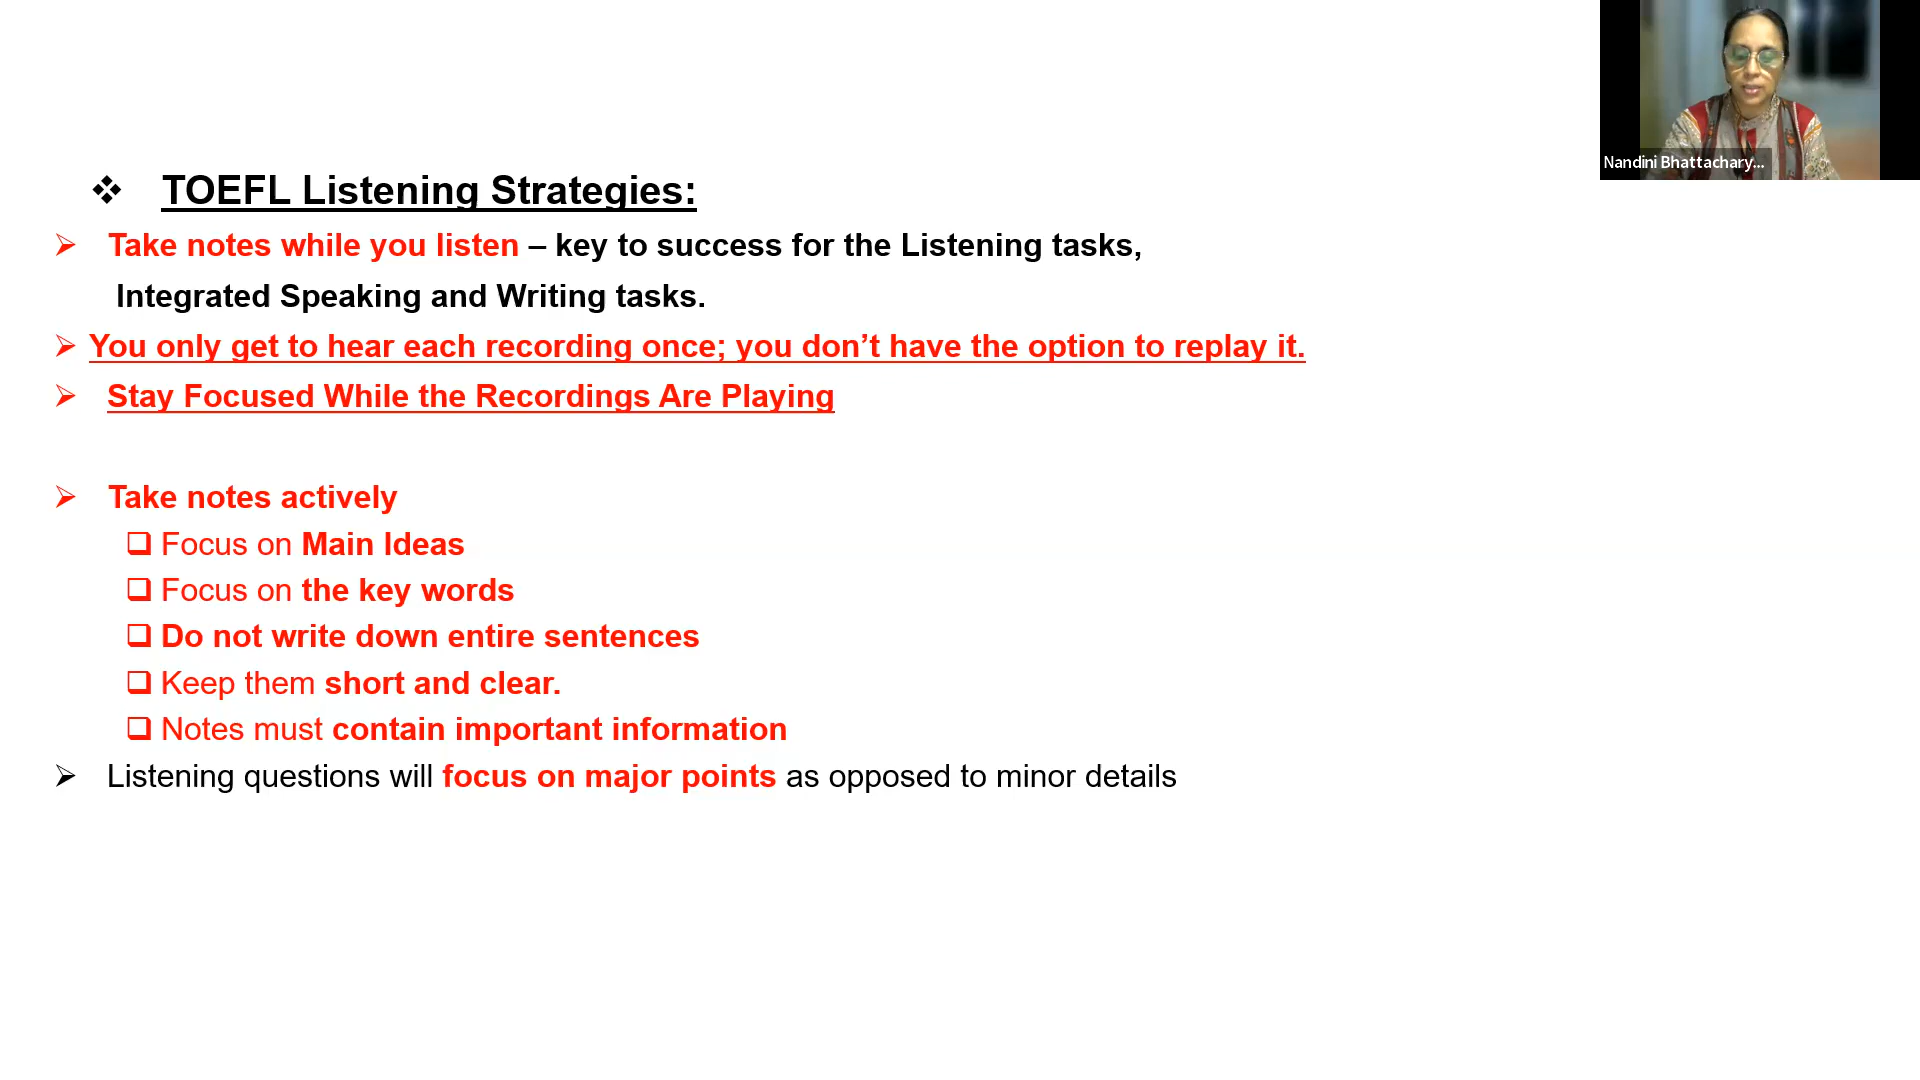 Nandini Bhattachary...
TOEFL Listening Strategies:
Take notes while you listen – key to success for the Listening tasks,
Integrated Speaking and Writing tasks.
You only get to hear each recording once; you don’t have the option to replay it.
Stay Focused While the Recordings Are Playing
Take notes actively
Focus on Main Ideas
Focus on the key words
Do not write down entire sentences
Keep them short and clear.
Notes must contain important information
Listening questions will focus on major points as opposed to minor details